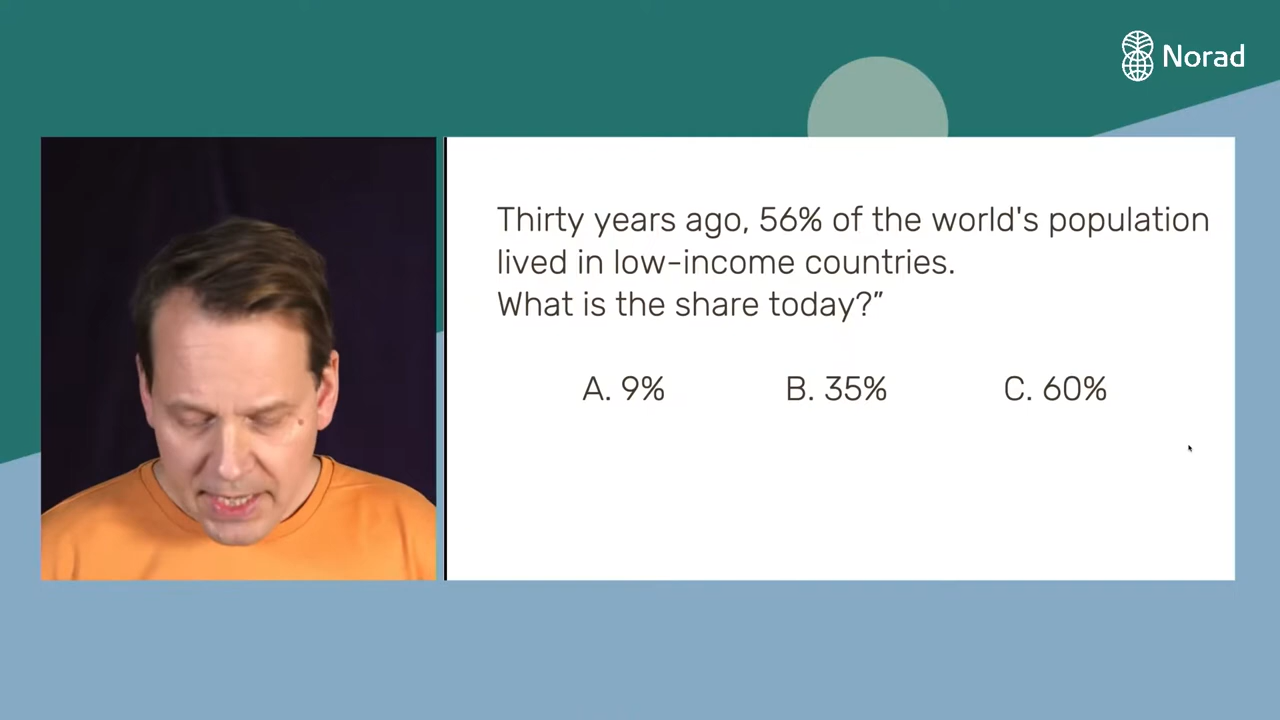 Norad
Thirty years ago, 56% of the world's population
lived in low-income countries.
What is the share today?”
A. 9% B. 35% C. 60%